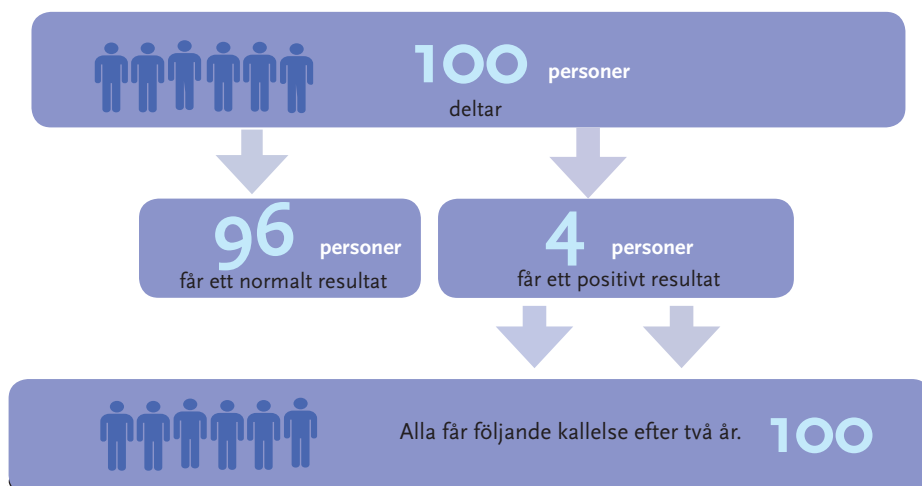 100 personer
deltar
96 personer
får ett normalt resultat
4 personer
får ett positivt resultat
Alla får följande kallelse efter två år. 100